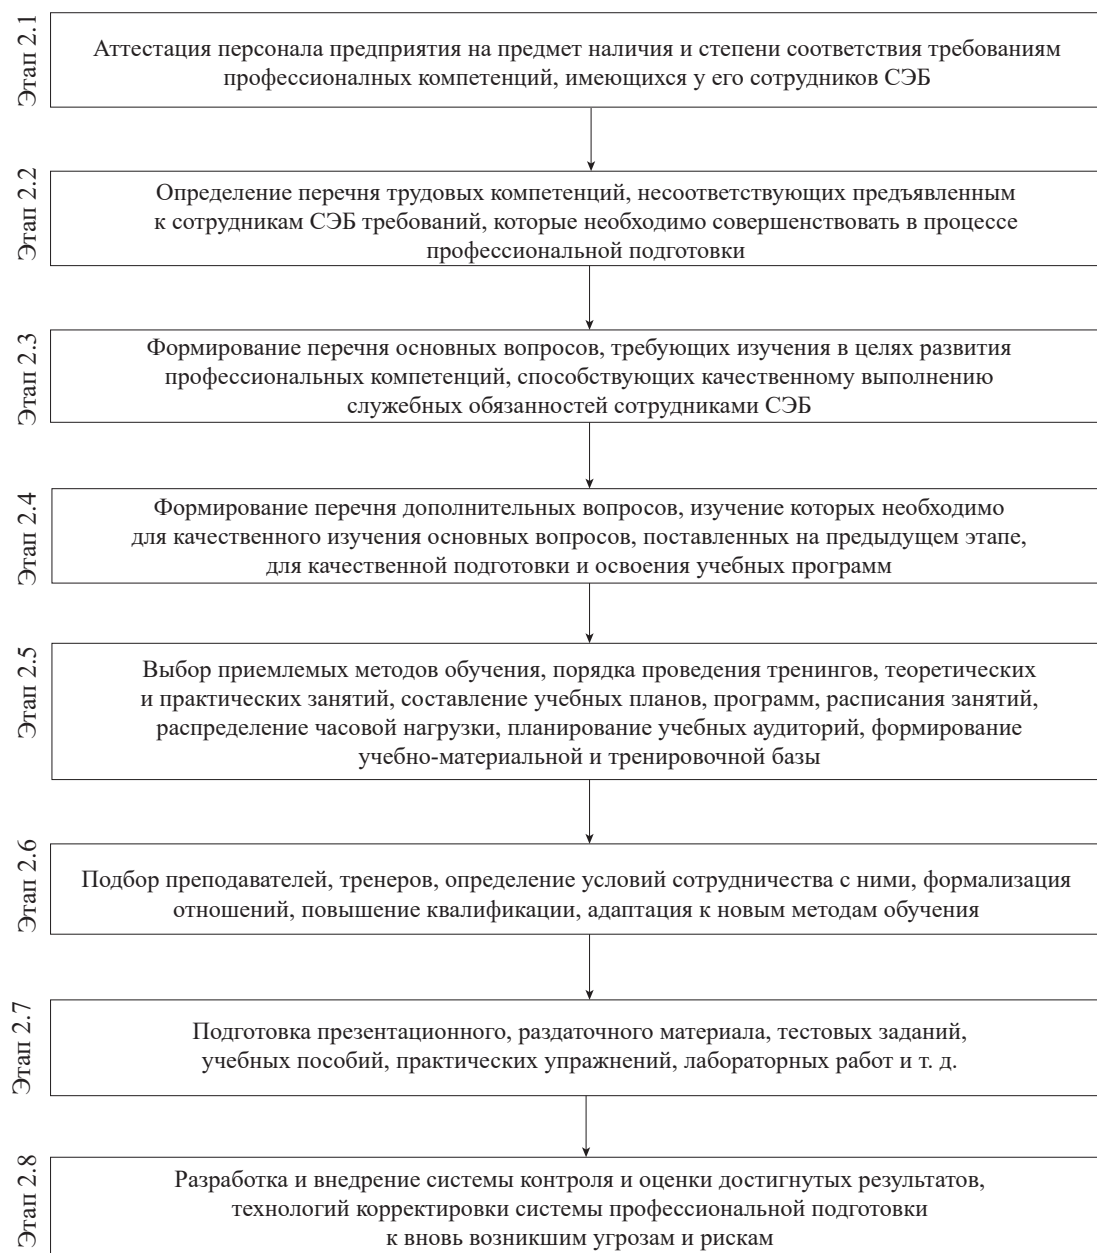 Этап 2.1
Аттестация персонала предприятия на предмет наличия и степени соответствия требованиям
профессионалных компетенций, имеющихся у его сотрудников СЭБ
Этап 2.2
Определение перечня трудовых компетенций, несоответствующих предъявленным
к сотрудникам СЭБ требований, которые необходимо совершенствовать в процессе
профессиональной подготовки
Этап 2.3
Формирование перечня основных вопросов, требующих изучения в целях развития
профессиональных компетенций, способствующих качественному выполнению
служебных обязанностей сотрудниками СЭБ
Этап 2.4
Формирование перечня дополнительных вопросов, изучение которых необходимо
для качественного изучения основных вопросов, поставленных на предыдущем этапе,
для качественной подготовки и освоения учебных программ
Этап 2.5
Выбор приемлемых методов обучения, порядка проведения тренингов, теоретических
и практических занятий, составление учебных планов, программ, расписания занятий,
распределение часовой нагрузки, планирование учебных аудиторий, формирование
учебно-материальной и тренировочной базы
Этап 2.6
Подбор преподавателей, тренеров, определение условий сотрудничества с ними, формализация
отношений, повышение квалификации, адаптация к новым методам обучения
Этап 2.7
Подготовка презентационного, раздаточного материала, тестовых заданий,
учебных пособий, практических упражнений, лабораторных работ и т. д.
Этап 2.8
Разработка и внедрение системы контроля и оценки достигнутых результатов,
технологий корректировки системы профессиональной подготовки
к вновь возникшим угрозам и рискам